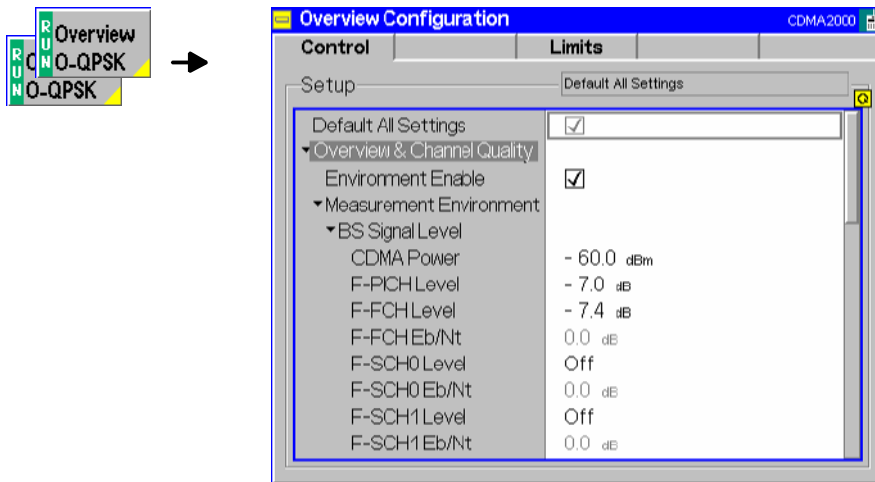 RUN Overview
O-QPSK
RUN O
O-QPSK
Overview Configuration CDMA2000
Control Limits
Setup Default All Settings
Default All Settings
Overview & Channel Quality
Environment Enable
Measurement Environment
BS Signal Level
CDMA Power - 60.0 dBm
F-PICH Level - 7.0 dB
F-FCH Level - 7.4 dB
F-FCH Eb/Nt 0.0 dB
F-SCH0 Level Off
F-SCH0 Eb/Nt 0.0 dB
F-SCH1 Level Off
F-SCH1 Eb/Nt 0.0 dB